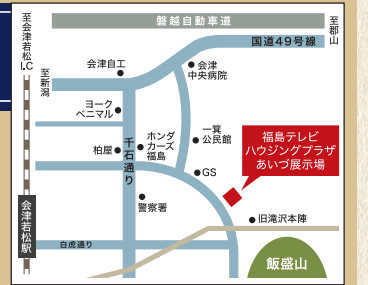 至会津若松I.C
磐越自動車道
至郡山
国道49号線
至新潟
会津自工
会津
中央病院
ヨーク
ベニマル
千石通り
ホンダ
カーズ
福島
一箕
公民館
福島テレビ
ハウジングプラザ
あいづ展示場
柏屋
GS
警察署
会津若松駅
旧滝沢本陣
白虎通り
飯盛山